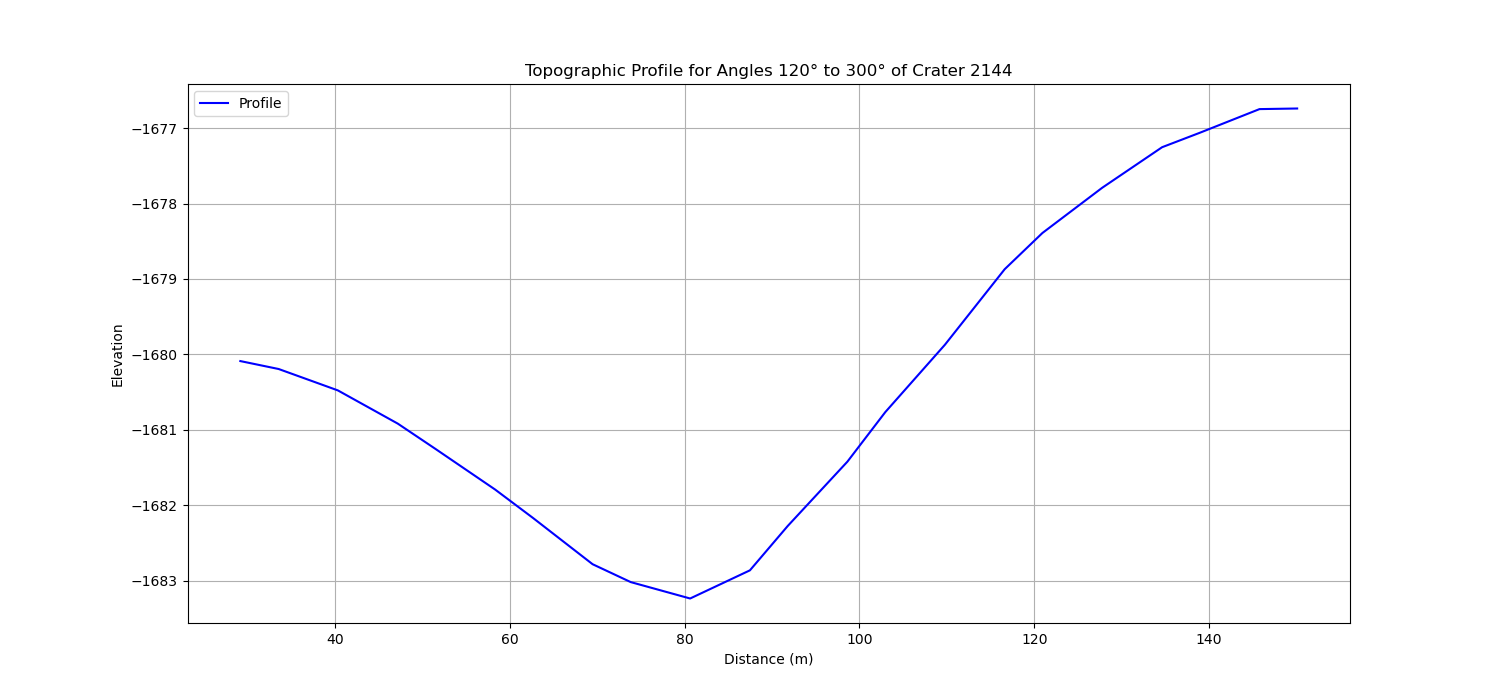 Topographic Profile for Angles 120° to 300° of Crater 2144
Profile
−1677
−1678
−1679
−1680
−1681
−1682
−1683
Elevation
40 60 80 100 120 140
Distance (m)